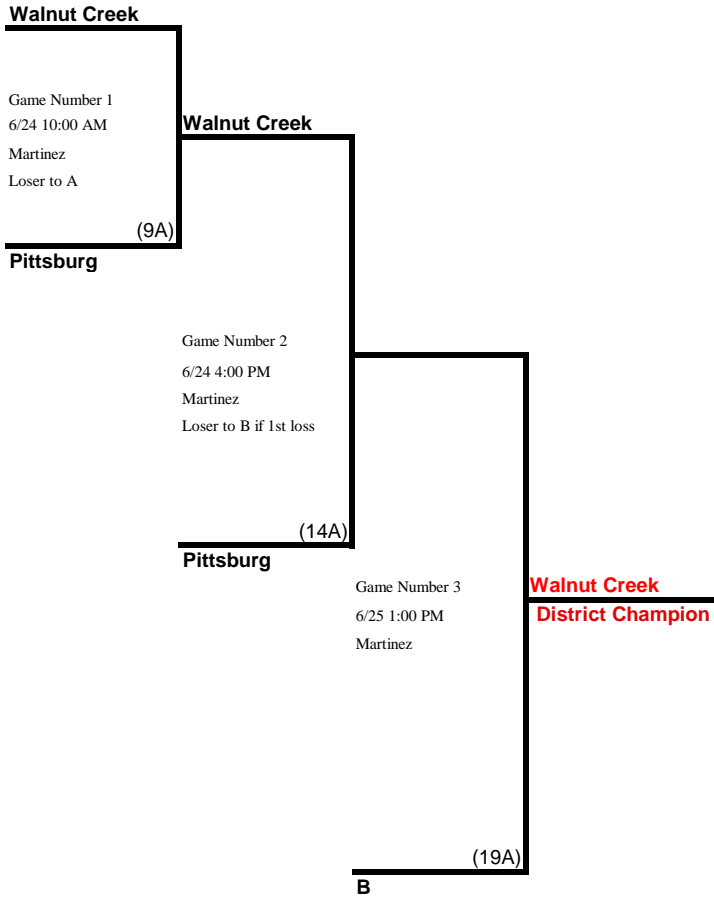 Walnut Creek
Game Number 1
6/24 10:00 AM
Martinez
Loser to A
(9A)
Pittsburg
Walnut Creek
Game Number 2
6/24 4:00 PM
Martinez
Loser to B if 1st loss
(14A)
Pittsburg
Game Number 3
6/25 1:00 PM
Martinez
(19A)
B
Walnut Creek
District Champion